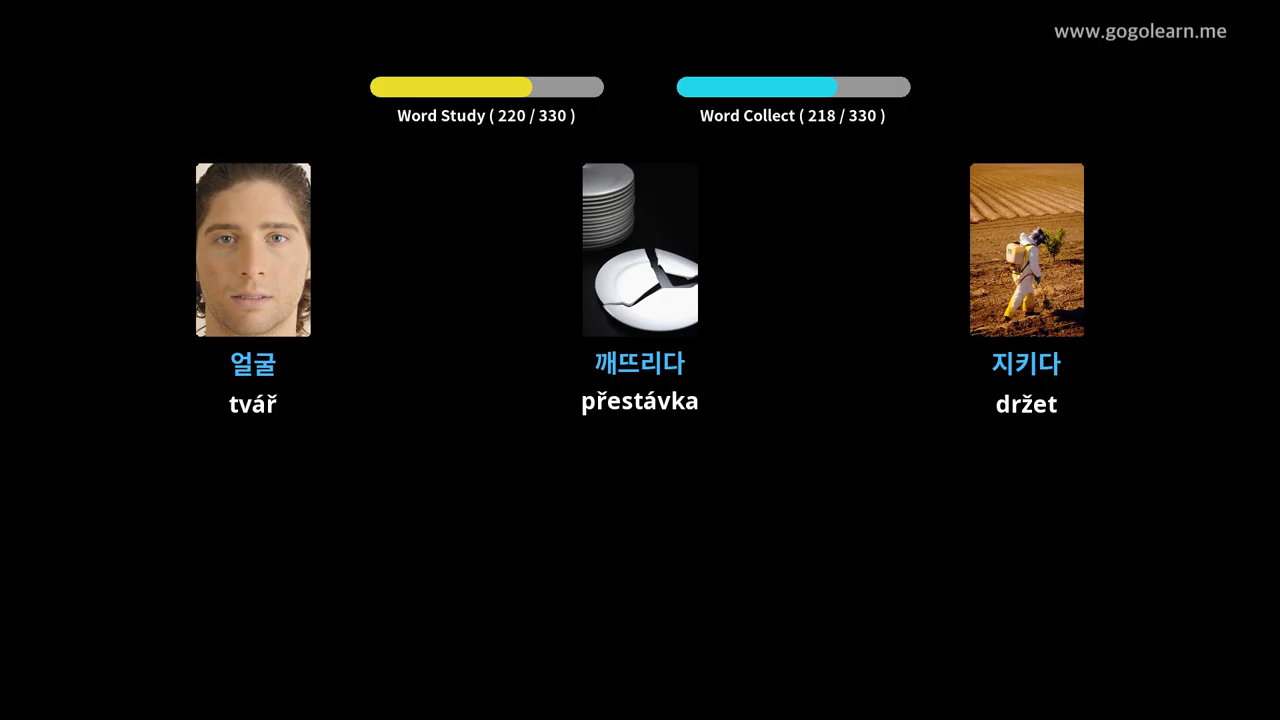 www.gogolearn.me
Word Study ( 220 / 330 )
Word Collect ( 218 / 330 )
얼굴
깨뜨리다
지키다
tvář
přestávka
držet